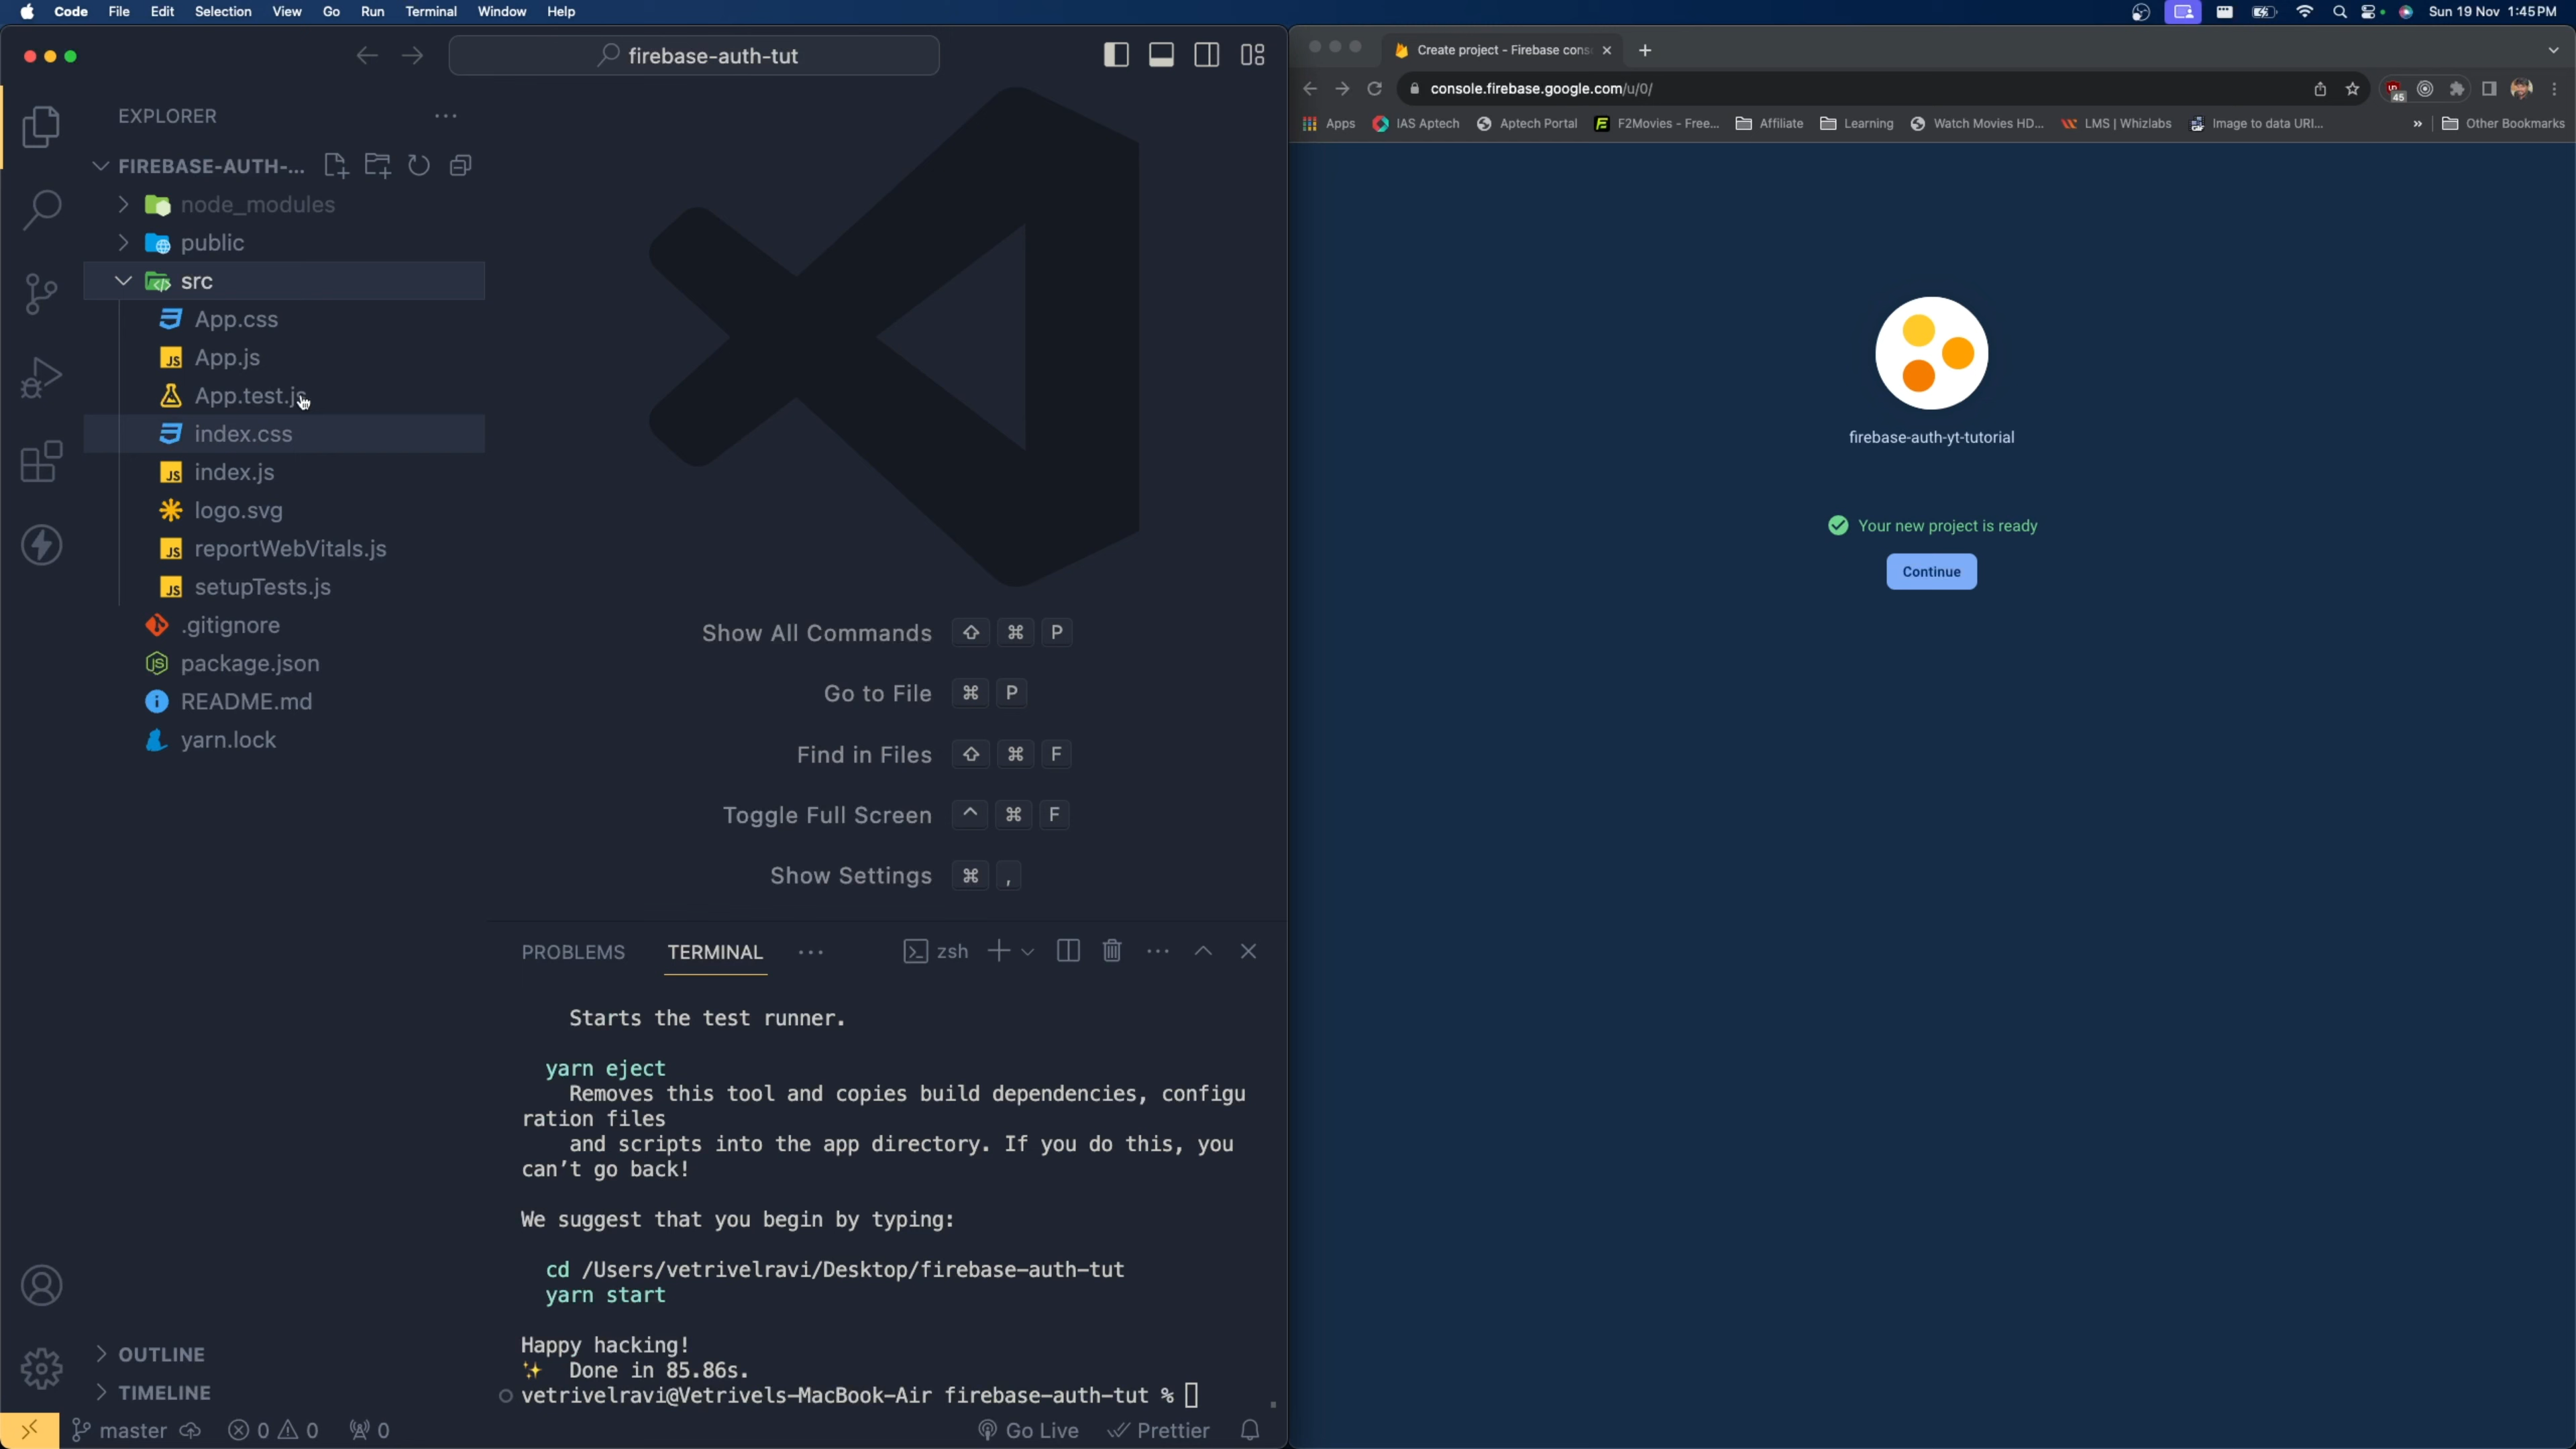 Code File Edit Selection View Go Run Terminal Window Help
Sun 19 Nov 1:45 PM
firebase-auth-tut
EXPLORER
FIREBASE-AUTH-...
node_modules
public
src
App.css
JS App.js
App.test.js
index.css
JS index.js
logo.svg
JS reportWebVitals.js
JS setupTests.js
.gitignore
JS package.json
README.md
yarn.lock
OUTLINE
TIMELINE
Show All Commands ⇧ ⌘ P
Go to File ⌘ P
Find in Files ⇧ ⌘ F
Toggle Full Screen ^ ⌘ F
Show Settings ⌘ ,
PROBLEMS TERMINAL ... zsh
Starts the test runner.
yarn eject
Removes this tool and copies build dependencies, configu
ration files
and scripts into the app directory. If you do this, you
can’t go back!
We suggest that you begin by typing:
cd /Users/vetrivelravi/Desktop/firebase-auth-tut
yarn start
Happy hacking!
✨ Done in 85.86s.
vetrivelravi@Vetrivels-MacBook-Air firebase-auth-tut %
master 0 0 0 Go Live Prettier
Create project - Firebase cons
console.firebase.google.com/u/0/
45
Apps IAS Aptech Aptech Portal F2Movies - Free... Affiliate Learning Watch Movies HD... LMS | Whizlabs Image to data URI... » Other Bookmarks
firebase-auth-yt-tutorial
Your new project is ready
Continue